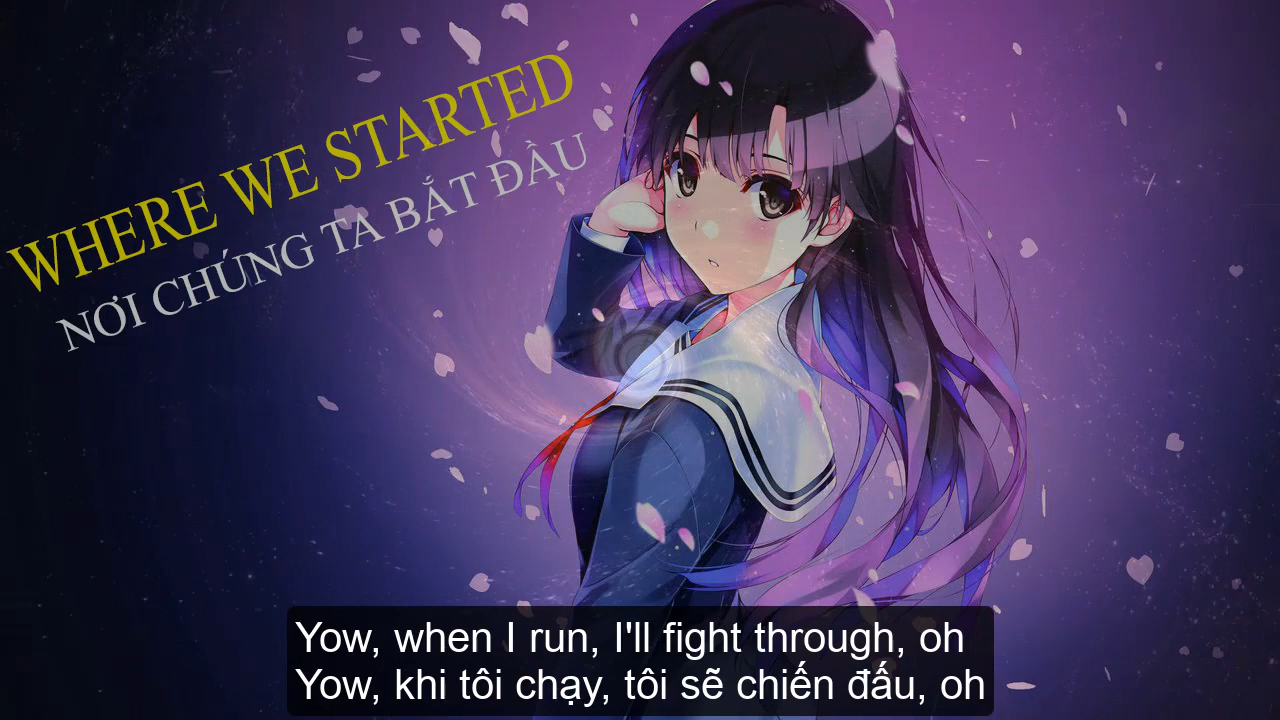 WHERE WE STARTED
NƠI CHÚNG TA BẮT ĐẦU
Yow, when I run, I'll fight through, oh
Yow, khi tôi chạy, tôi sẽ chiến đấu, oh